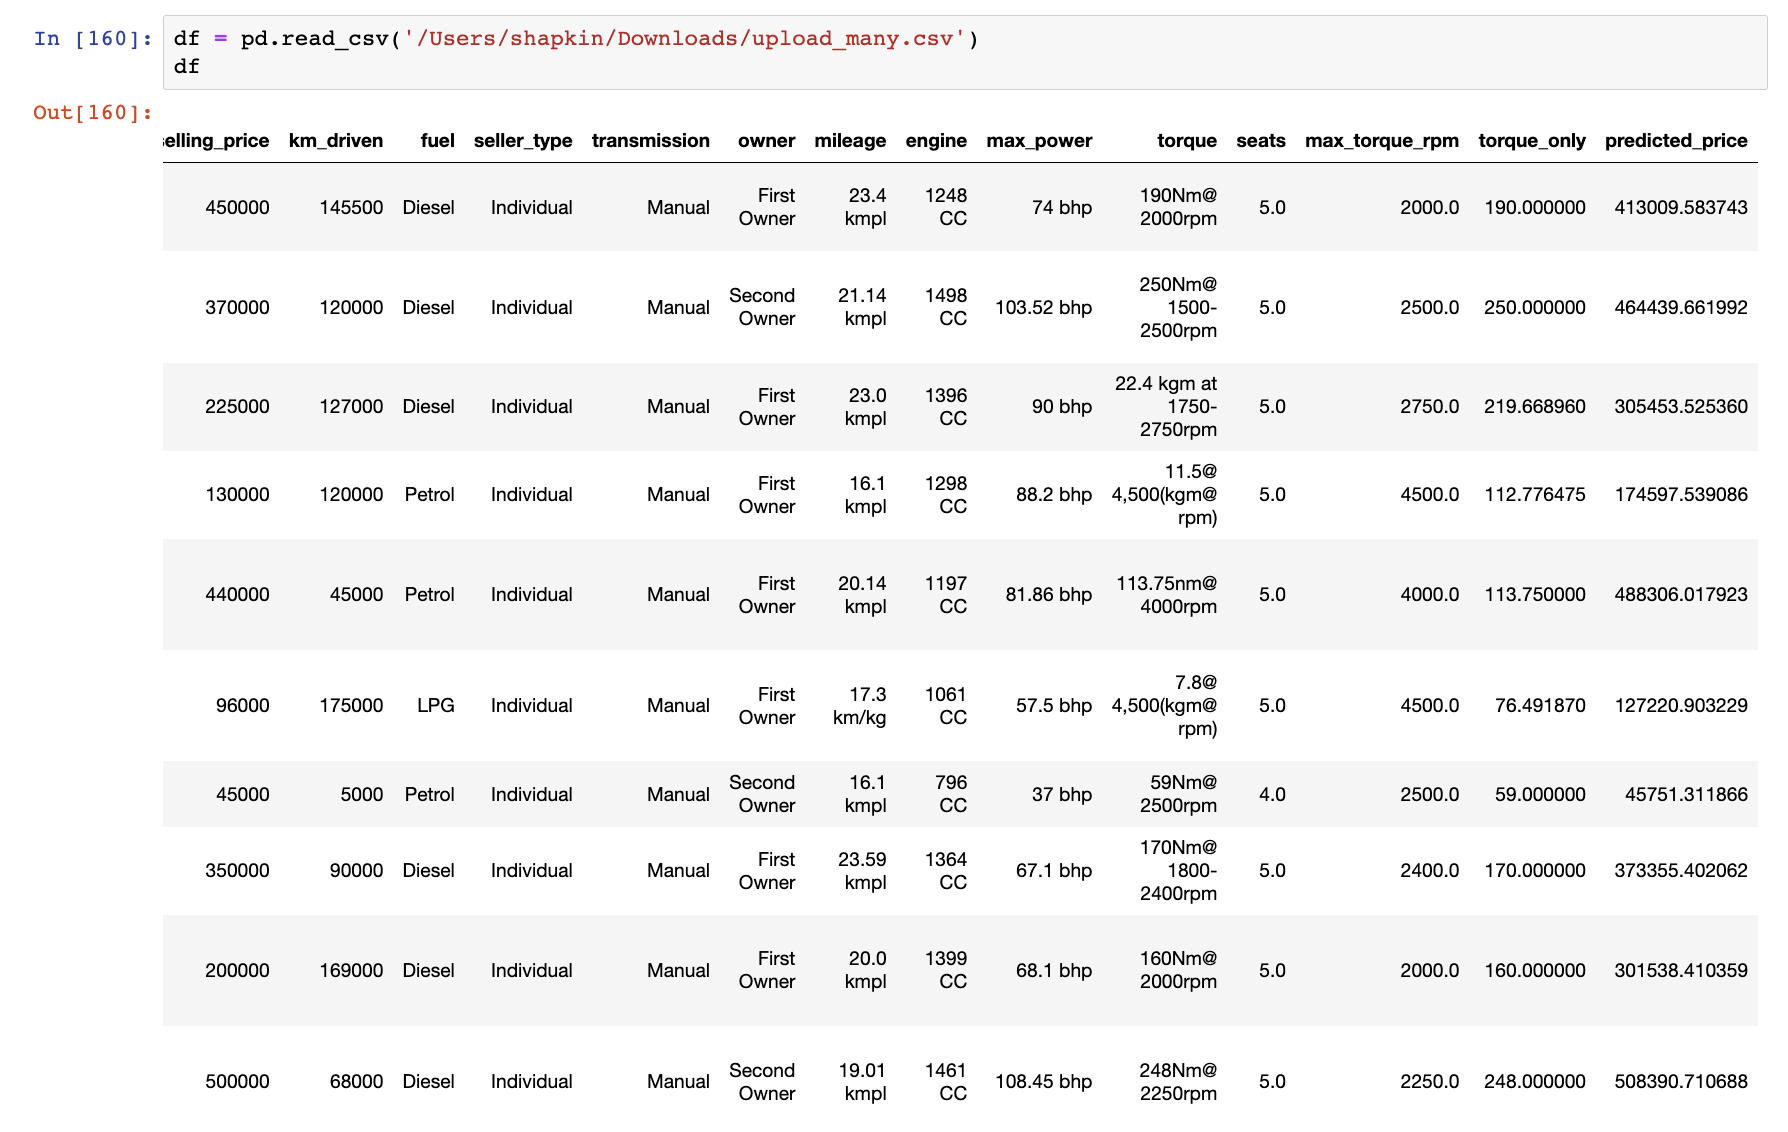 In [160]: df = pd.read_csv('/Users/shapkin/Downloads/upload_many.csv')
df
Out[160]:
elling_price km_driven fuel seller_type transmission owner mileage engine max_power torque seats max_torque_rpm torque_only predicted_price
450000 145500 Diesel Individual Manual First Owner 23.4 kmpl 1248 CC 74 bhp 190Nm@ 2000rpm 5.0 2000.0 190.000000 413009.583743
370000 120000 Diesel Individual Manual Second Owner 21.14 kmpl 1498 CC 103.52 bhp 250Nm@ 1500-2500rpm 5.0 2500.0 250.000000 464439.661992
225000 127000 Diesel Individual Manual First Owner 23.0 kmpl 1396 CC 90 bhp 22.4 kgm at 1750-2750rpm 5.0 2750.0 219.668960 305453.525360
130000 120000 Petrol Individual Manual First Owner 16.1 kmpl 1298 CC 88.2 bhp 11.5@ 4,500(kgm@ rpm) 5.0 4500.0 112.776475 174597.539086
440000 45000 Petrol Individual Manual First Owner 20.14 kmpl 1197 CC 81.86 bhp 113.75nm@ 4000rpm 5.0 4000.0 113.750000 488306.017923
96000 175000 LPG Individual Manual First Owner 17.3 km/kg 1061 CC 57.5 bhp 7.8@ 4,500(kgm@ rpm) 5.0 4500.0 76.491870 127220.903229
45000 5000 Petrol Individual Manual Second Owner 16.1 kmpl 796 CC 37 bhp 59Nm@ 2500rpm 4.0 2500.0 59.000000 45751.311866
350000 90000 Diesel Individual Manual First Owner 23.59 kmpl 1364 CC 67.1 bhp 170Nm@ 1800-2400rpm 5.0 2400.0 170.000000 373355.402062
200000 169000 Diesel Individual Manual First Owner 20.0 kmpl 1399 CC 68.1 bhp 160Nm@ 2000rpm 5.0 2000.0 160.000000 301538.410359
500000 68000 Diesel Individual Manual Second Owner 19.01 kmpl 1461 CC 108.45 bhp 248Nm@ 2250rpm 5.0 2250.0 248.000000 508390.710688